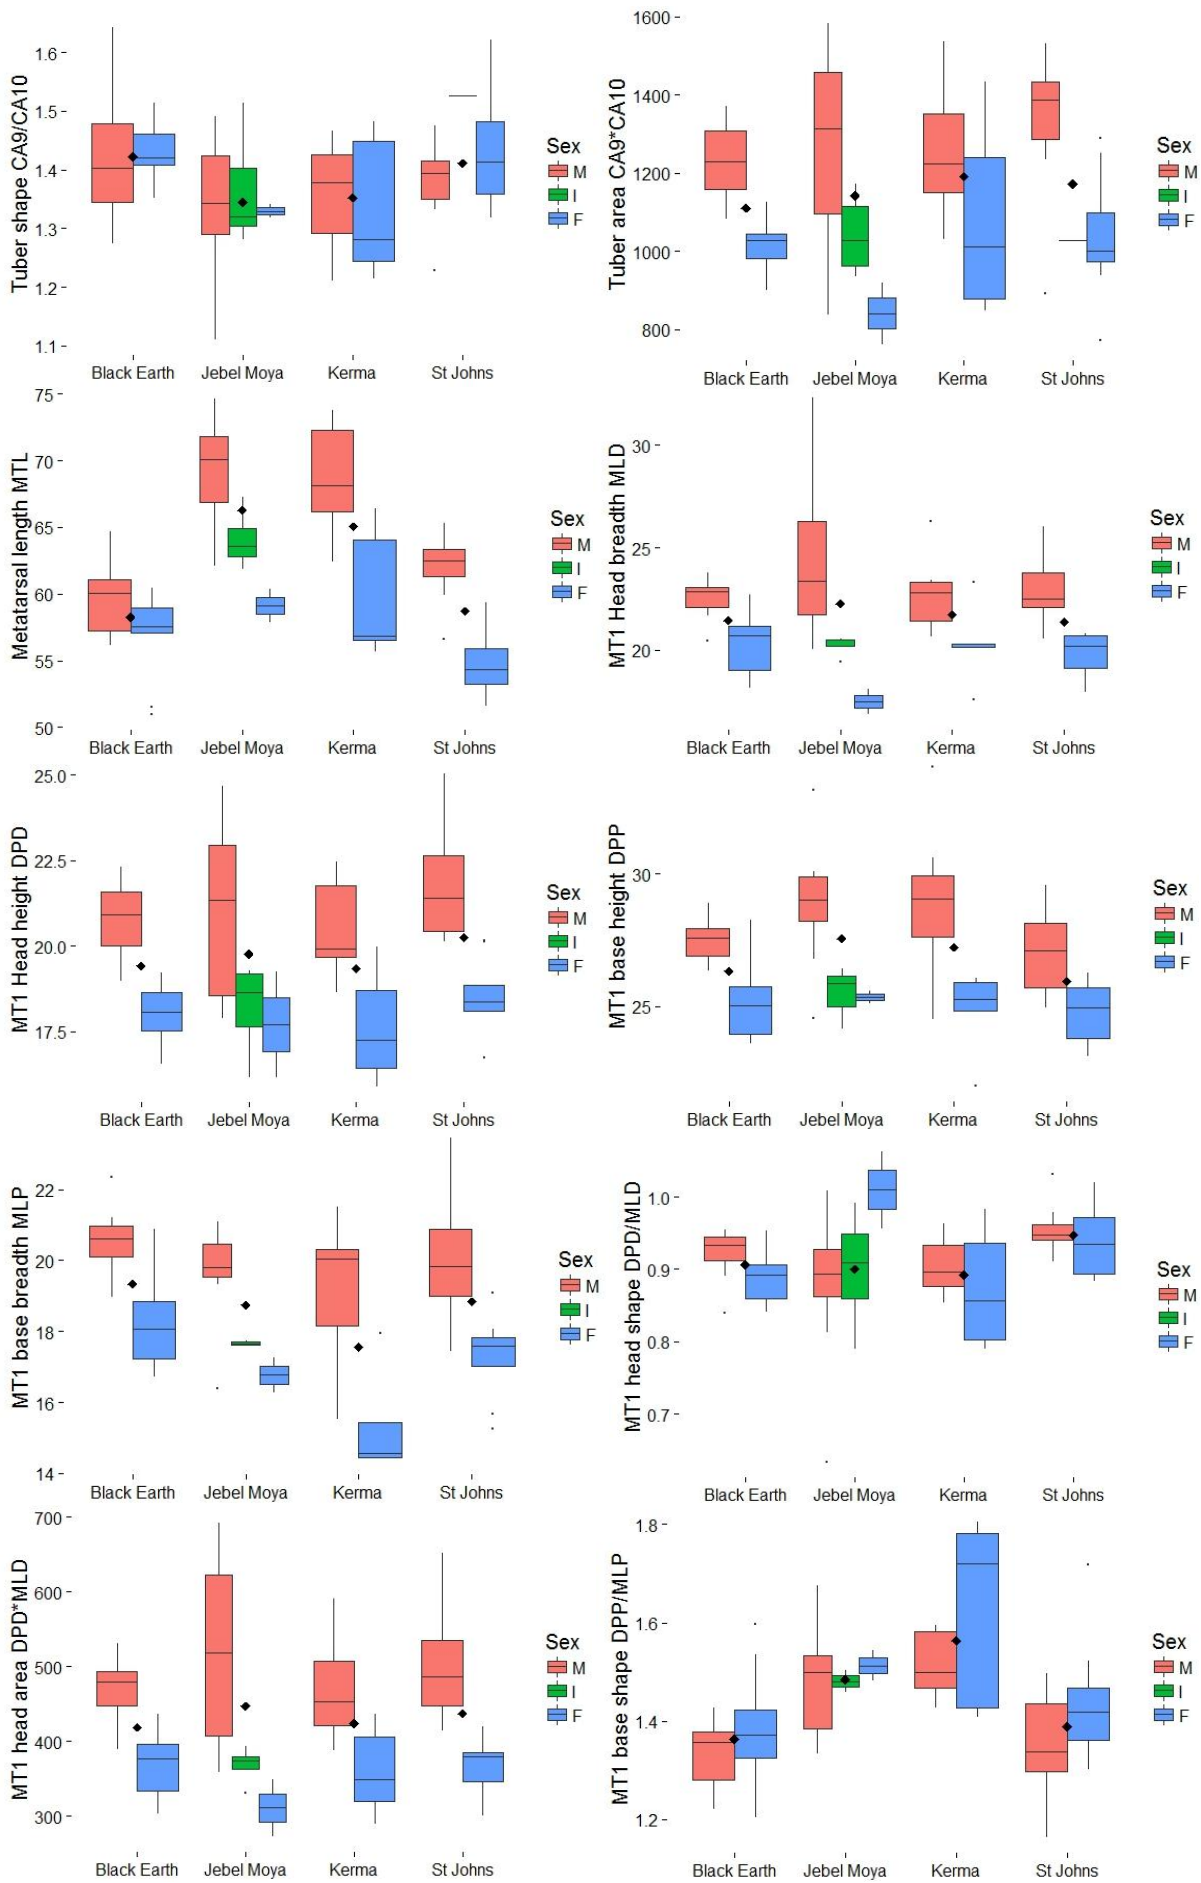 Tuber shape CA9/CA10
1.6
1.5
1.4
1.3
1.2
1.1
Black Earth Jebel Moya Kerma St Johns
Sex
M
I
F
Tuber area CA9*CA10
1600
1400
1200
1000
800
Black Earth Jebel Moya Kerma St Johns
Sex
M
I
F
Metatarsal length MTL
75
70
65
60
55
50
Black Earth Jebel Moya Kerma St Johns
Sex
M
I
F
MT1 Head breadth MLD
30
25
20
Black Earth Jebel Moya Kerma St Johns
Sex
M
I
F
MT1 Head height DPD
25.0
22.5
20.0
17.5
Black Earth Jebel Moya Kerma St Johns
Sex
M
I
F
MT1 base height DPP
30
25
Black Earth Jebel Moya Kerma St Johns
Sex
M
I
F
MT1 base breadth MLP
22
20
18
16
14
Black Earth Jebel Moya Kerma St Johns
Sex
M
I
F
MT1 head shape DPD/MLD
1.0
0.9
0.8
0.7
Black Earth Jebel Moya Kerma St Johns
Sex
M
I
F
MT1 head area DPD*MLD
700
600
500
400
300
Black Earth Jebel Moya Kerma St Johns
Sex
M
I
F
MT1 base shape DPP/MLP
1.8
1.6
1.4
1.2
Black Earth Jebel Moya Kerma St Johns
Sex
M
I
F